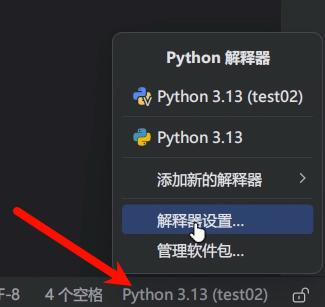 Python 解释器
Python 3.13 (test02)
Python 3.13
添加新的解释器
解释器设置...
管理软件包...
F-8 4 个空格 Python 3.13 (test02)